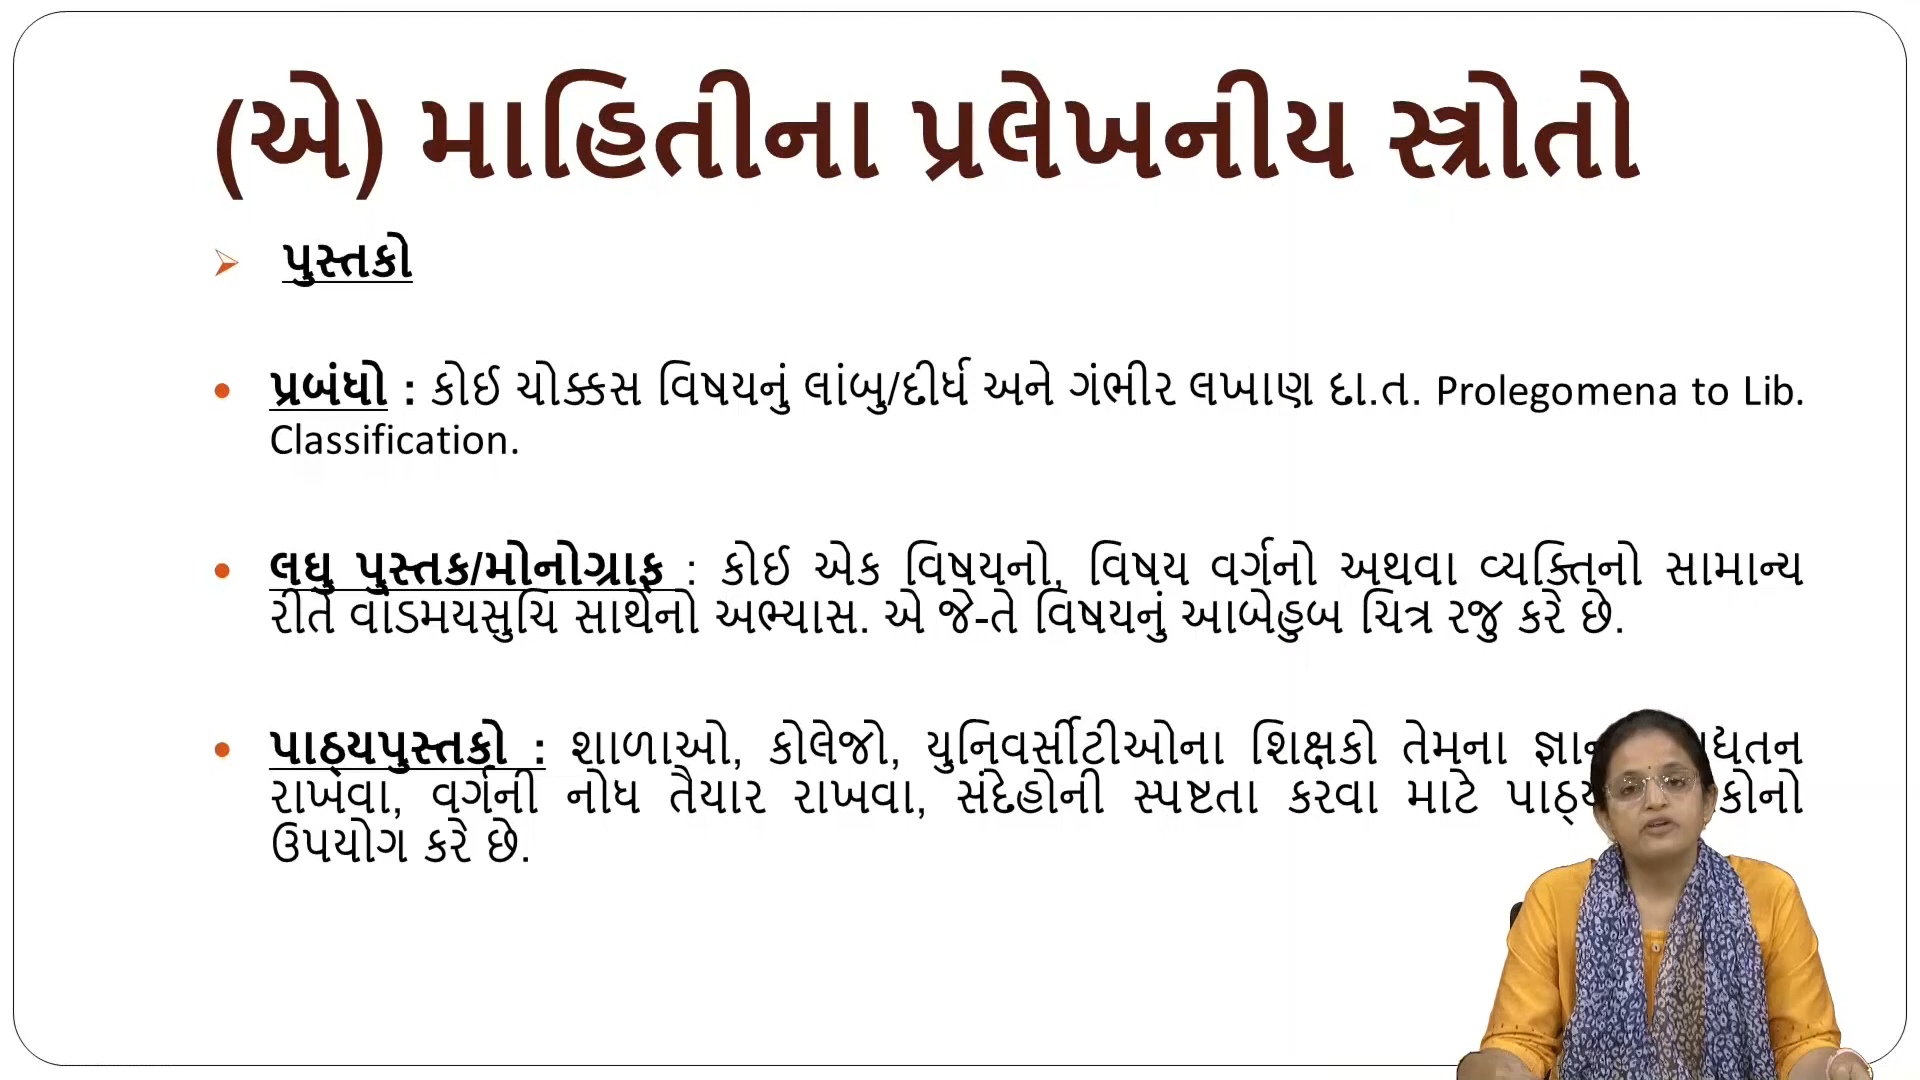 (એ) માહિતીના પ્રલેખનીય સ્ત્રોતો
પુસ્તકો
પ્રબંધો : કોઈ ચોક્કસ વિષયનું લાંબુ/દીર્ધ અને ગંભીર લખાણ દા.ત. Prolegomena to Lib.
Classification.
લઘુ પુસ્તક/મોનોગ્રાફ : કોઈ એક વિષયનો, વિષય વર્ગનો અથવા વ્યક્તિનો સામાન્ય
રીતે વાંડમયસુચિ સાથેનો અભ્યાસ. એ જે-તે વિષયનું આબેહુબ ચિત્ર રજુ કરે છે.
પાઠ્યપુસ્તકો : શાળાઓ, કોલેજો, યુનિવર્સીટીઓના શિક્ષકો તેમના
રાખવા, વર્ગની નોધ તૈયાર રાખવા, સંદેહોની સ્પષ્ટતા કરવા માટે
ઉપયોગ કરે છે.